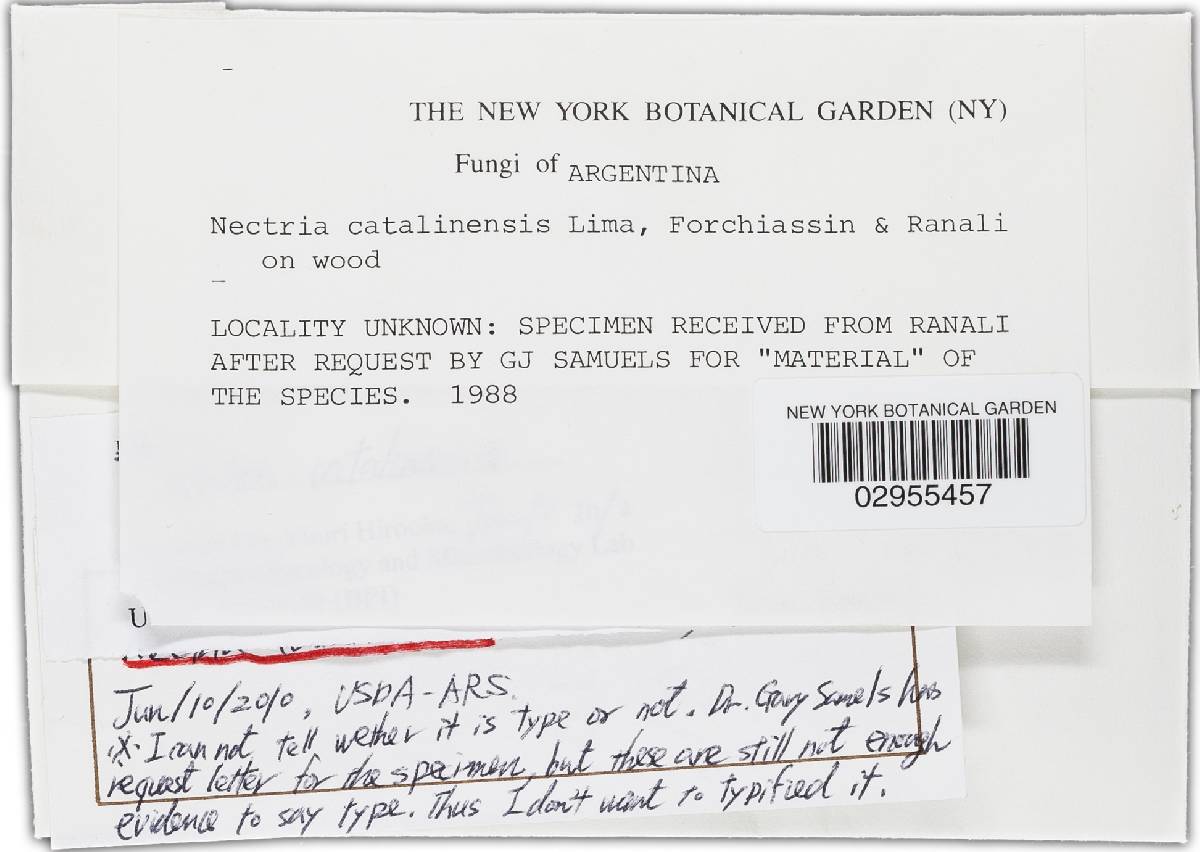 THE NEW YORK BOTANICAL GARDEN (NY)
Fungi of ARGENTINA
Nectria catalinensis Lima, Forchiassin & Ranali
on wood
LOCALITY UNKNOWN: SPECIMEN RECEIVED FROM RANALI
AFTER REQUEST BY GJ SAMUELS FOR "MATERIAL" OF
THE SPECIES. 1988
NEW YORK BOTANICAL GARDEN
02955457
U
Jun/10/2010, USDA-ARS.
※ I can not tell wether it is type or not. Dr. Gary Samels has
request letter for the specimen, but these are still not enough
evidence to say type. Thus I don't want to typified it.